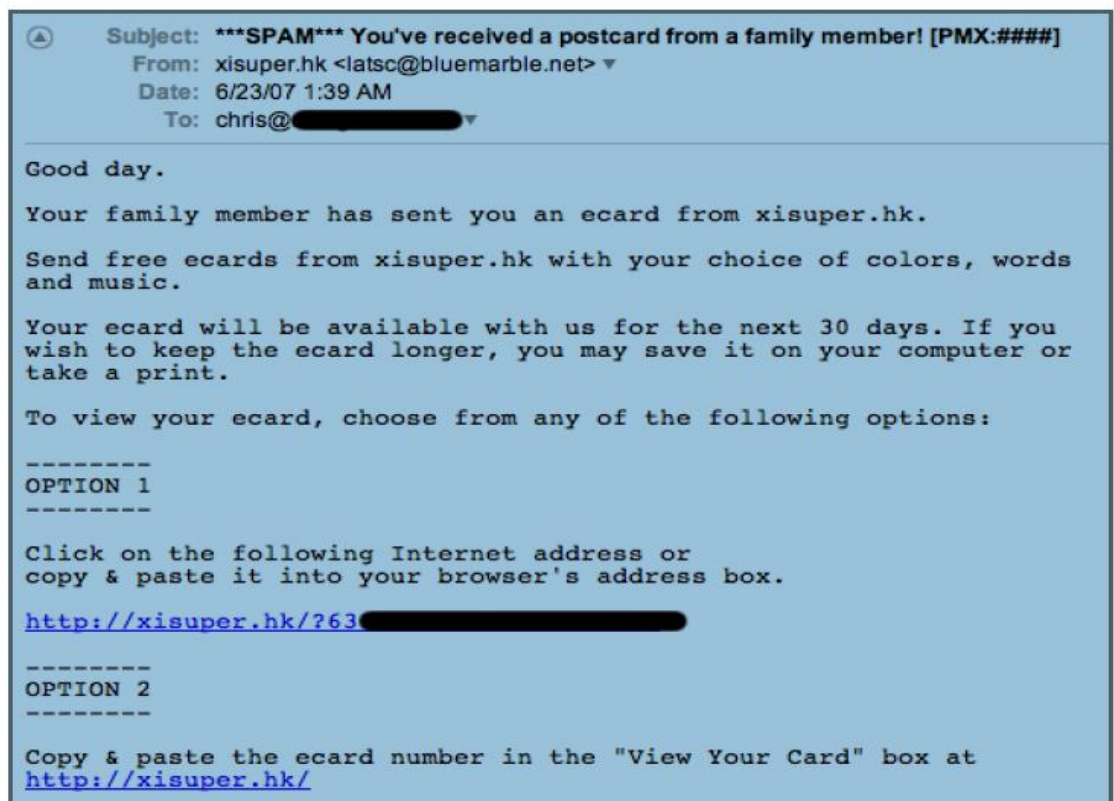 Subject: ***SPAM*** You've received a postcard from a family member! [PMX:####]
From: xisuper.hk <latsc@bluemarble.net>
Date: 6/23/07 1:39 AM
To: chris@
Good day.
Your family member has sent you an ecard from xisuper.hk.
Send free ecards from xisuper.hk with your choice of colors, words
and music.
Your ecard will be available with us for the next 30 days. If you
wish to keep the ecard longer, you may save it on your computer or
take a print.
To view your ecard, choose from any of the following options:
--------
OPTION 1
--------
Click on the following Internet address or
copy & paste it into your browser's address box.
http://xisuper.hk/?63
--------
OPTION 2
--------
Copy & paste the ecard number in the "View Your Card" box at
http://xisuper.hk/